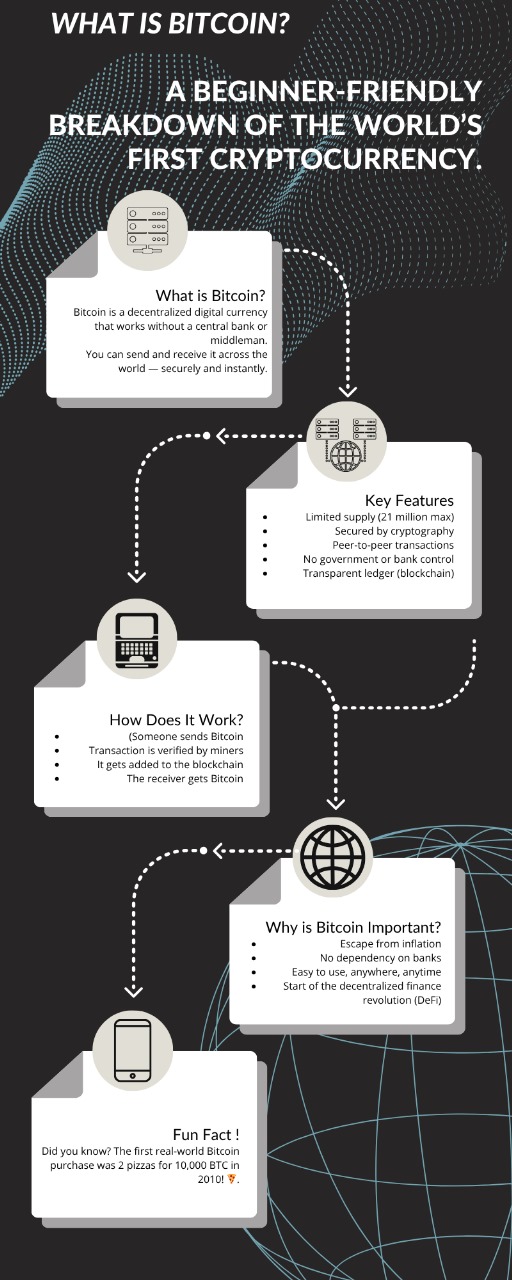 WHAT IS BITCOIN?
A BEGINNER-FRIENDLY
BREAKDOWN OF THE WORLD'S
FIRST CRYPTOCURRENCY.
What is Bitcoin?
Bitcoin is a decentralized digital currency
that works without a central bank or
middleman.
You can send and receive it across the
world — securely and instantly.
Key Features
• Limited supply (21 million max)
• Secured by cryptography
• Peer-to-peer transactions
• No government or bank control
• Transparent ledger (blockchain)
How Does It Work?
• (Someone sends Bitcoin
• Transaction is verified by miners
• It gets added to the blockchain
• The receiver gets Bitcoin
Why is Bitcoin Important?
• Escape from inflation
• No dependency on banks
• Easy to use, anywhere, anytime
• Start of the decentralized finance
revolution (DeFi)
Fun Fact !
Did you know? The first real-world Bitcoin
purchase was 2 pizzas for 10,000 BTC in
2010! 🍕.